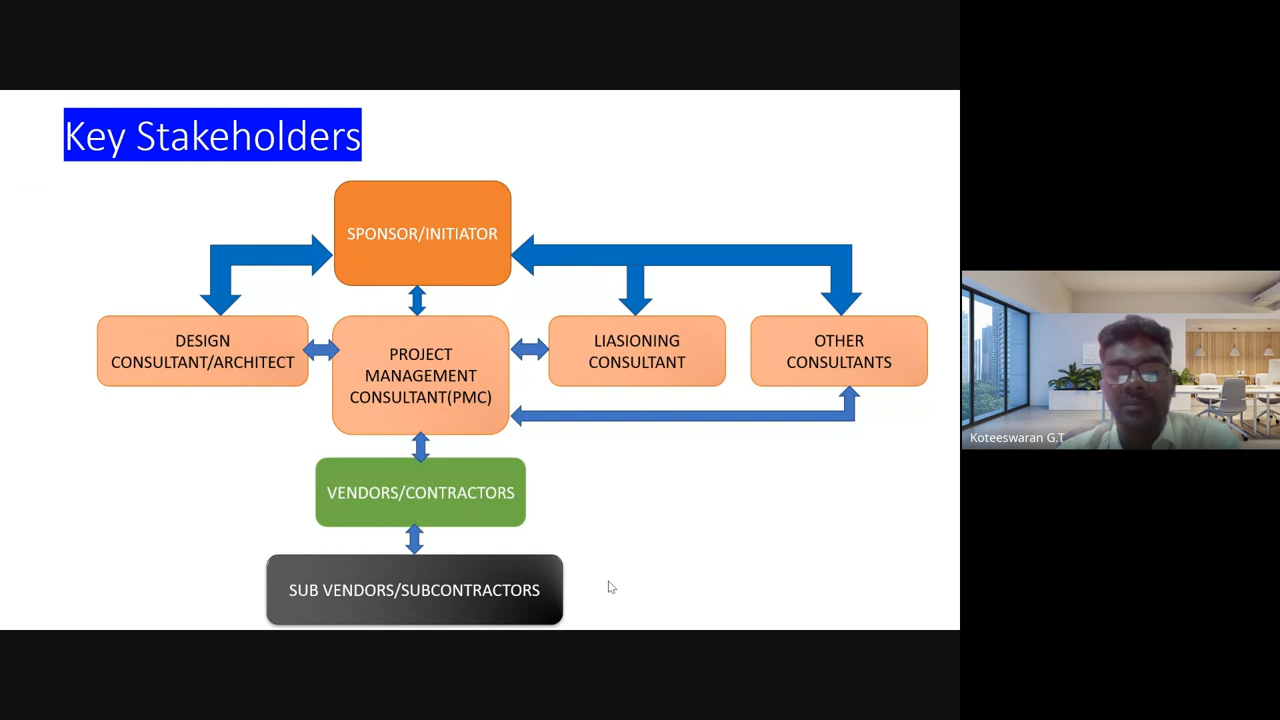 Key Stakeholders
SPONSOR/INITIATOR
DESIGN
CONSULTANT/ARCHITECT
PROJECT
MANAGEMENT
CONSULTANT(PMC)
LIASIONING
CONSULTANT
OTHER
CONSULTANTS
VENDORS/CONTRACTORS
SUB VENDORS/SUBCONTRACTORS
Koteeswaran G.T